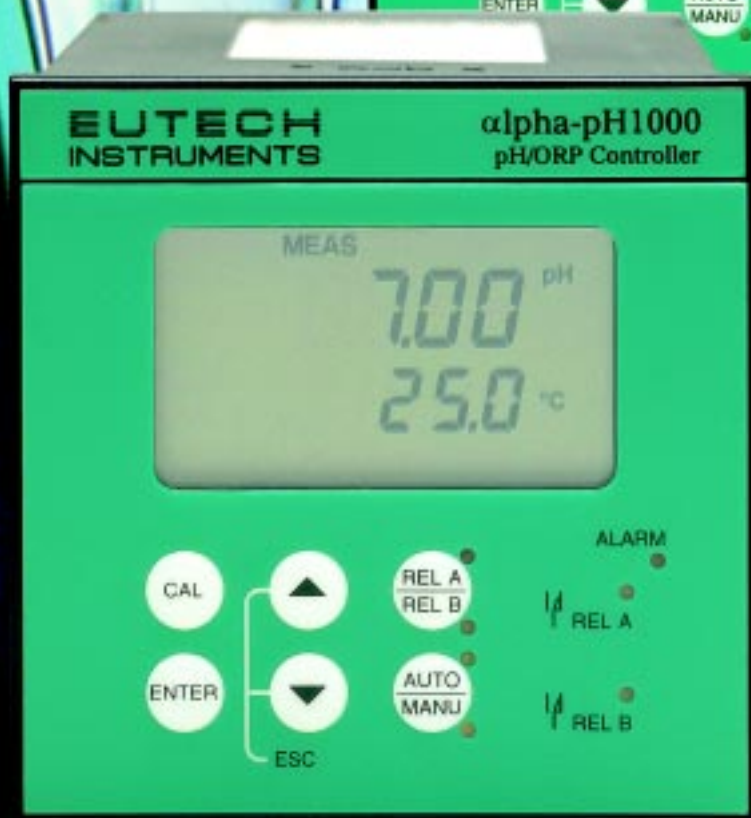 ENTER
MANU
EUTECH
INSTRUMENTS
αlpha-pH1000
pH/ORP Controller
MEAS
7.00 pH
25.0 °C
ALARM
CAL
REL A
REL B
REL A
ENTER
AUTO
MANU
REL B
ESC